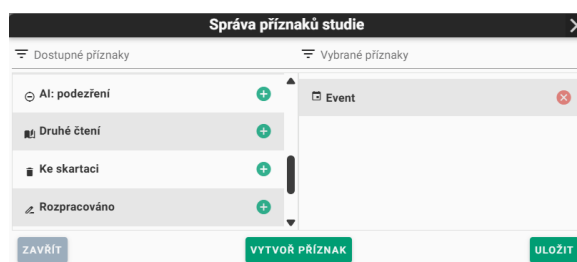 Správa příznaků studie
Dostupné příznaky
Vybrané příznaky
AI: podezření
Event
Druhé čtení
Ke skartaci
Rozpracováno
ZAVŘÍT
VYTVOŘ PŘÍZNAK
ULOŽIT